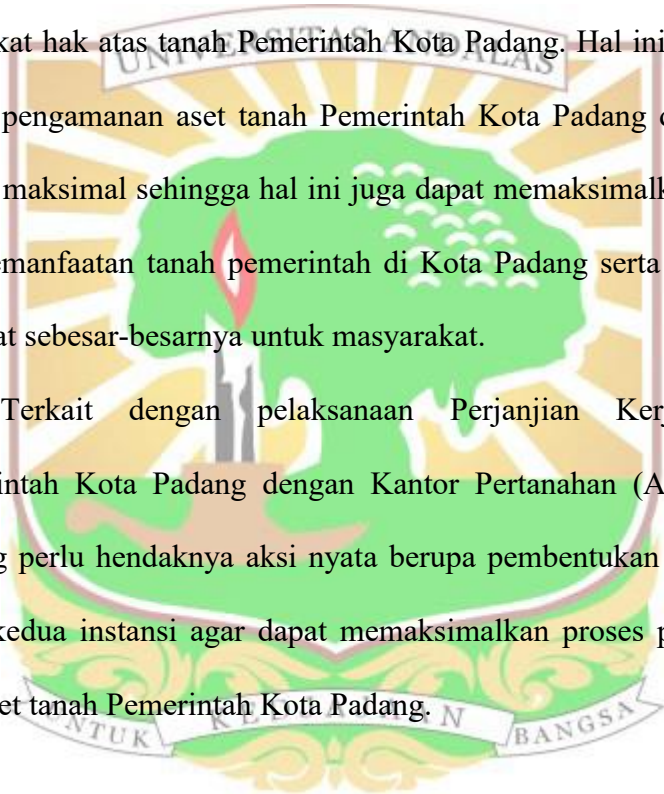 kat hak atas tanah Pemerintah Kota Padang. Hal ini
UNIVERSITAS ANDALAS
pengamanan aset tanah Pemerintah Kota Padang
maksimal sehingga hal ini juga dapat memaksimalk
emanfaatan tanah pemerintah di Kota Padang serta
at sebesar-besarnya untuk masyarakat.
Terkait dengan pelaksanaan Perjanjian Kerj
intah Kota Padang dengan Kantor Pertanahan (A
g perlu hendaknya aksi nyata berupa pembentukan
kedua instansi agar dapat memaksimalkan proses p
et tanah Pemerintah Kota Padang.
UNTUK KEDJAJAAN BANGSA